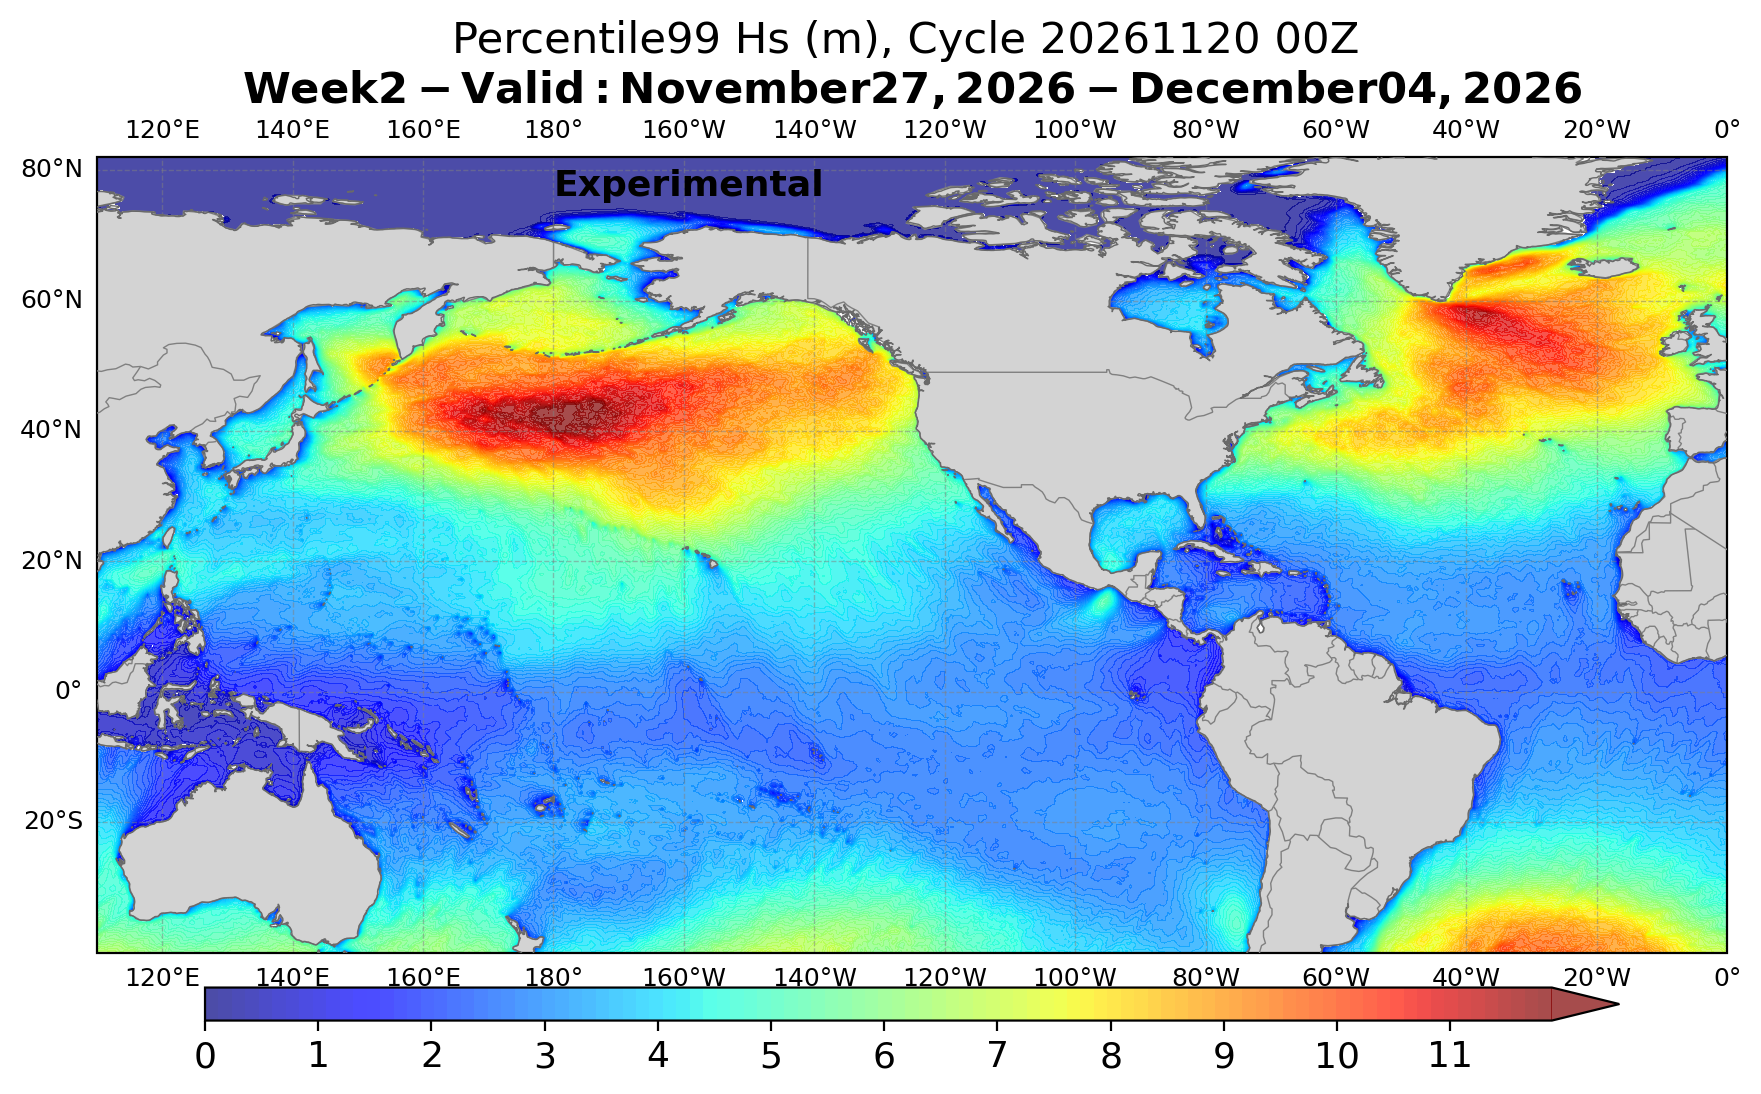 Percentile99 Hs (m), Cycle 20261120 00Z
Week2 − Valid : November27, 2026 − December04, 2026
120°E 140°E 160°E 180° 160°W 140°W 120°W 100°W 80°W 60°W 40°W 20°W 0°
80°N
Experimental
60°N
40°N
20°N
0°
20°S
120°E 140°E 160°E 180° 160°W 140°W 120°W 100°W 80°W 60°W 40°W 20°W 0°
0 1 2 3 4 5 6 7 8 9 10 11